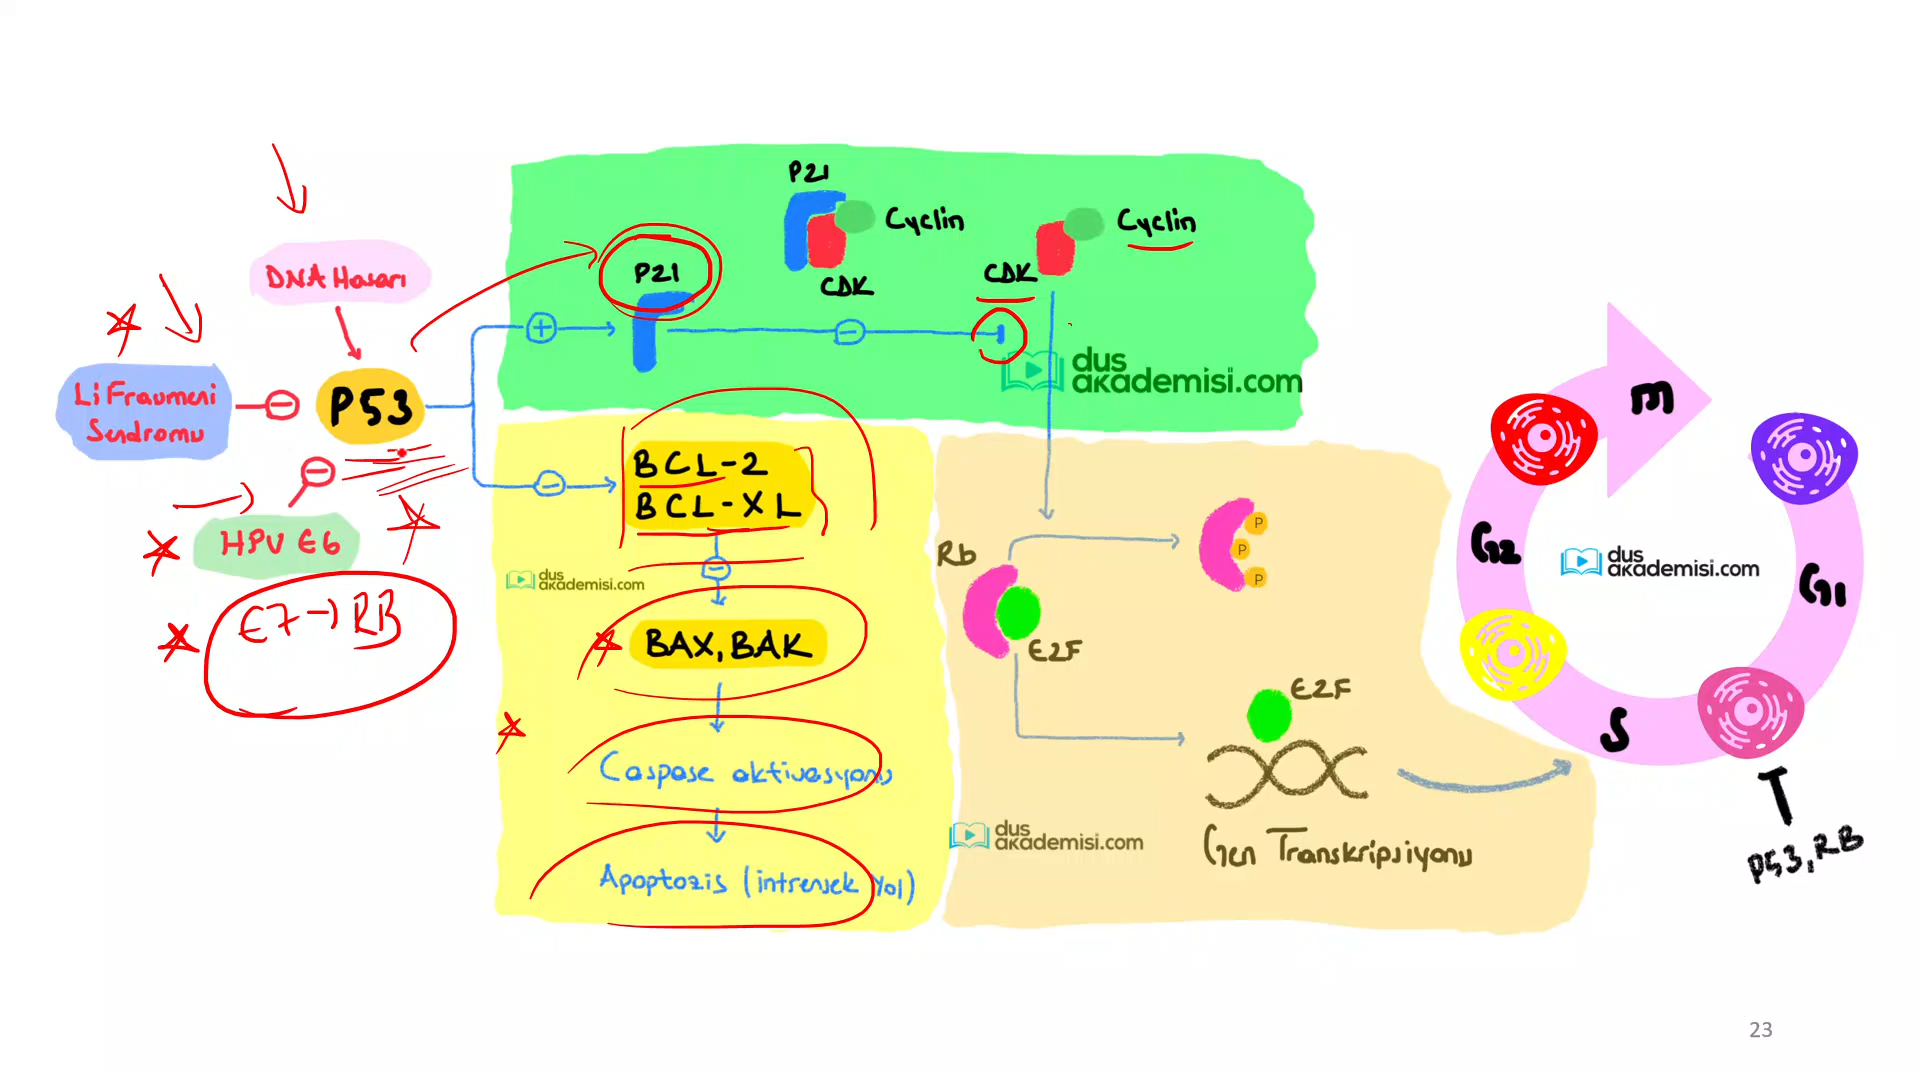 DNA Hasarı
Li Fraumeni
Sendromu
P53
HPV E6
E7→RB
P21
P21
Cyclin
CDK
Cyclin
CDK
dus
akademisi.com
BCL-2
BCL-XL
dus
akademisi.com
BAX, BAK
Caspase aktivasyonu
Apoptozis (intrensek Yol)
Rb
E2F
P
P
P
E2F
Gen Transkripsiyonu
dus
akademisi.com
M
G2
G1
S
dus
akademisi.com
P53, RB
23